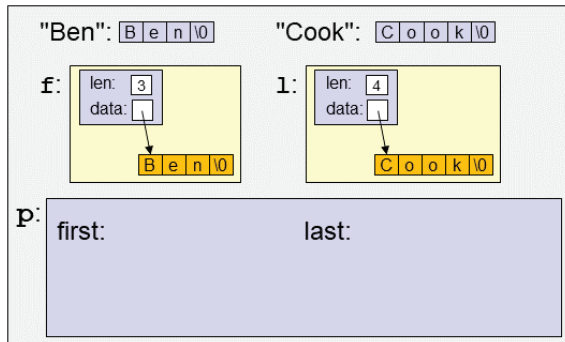 "Ben": B e n \0 "Cook": C o o k \0
f: len: 3 l: len: 4
data: data:
B e n \0 C o o k \0
p:
first: last: